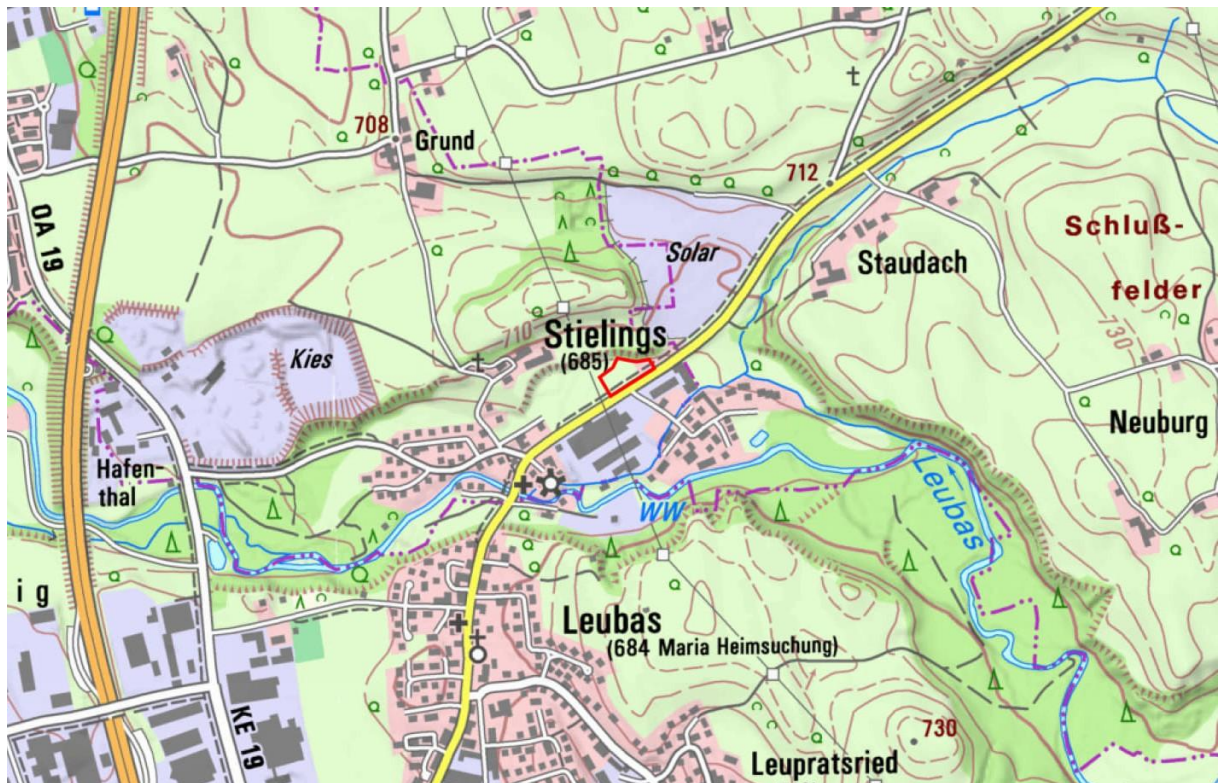 708
Grund
712
OA 19
Solar
Staudach
Schluß-
felder
Stielings
(685)
710
730
Kies
Neuburg
Hafen-
thal
Leubas
WW
i g
Leubas
(684 Maria Heimsuchung)
KE 19
730
Leupratsried